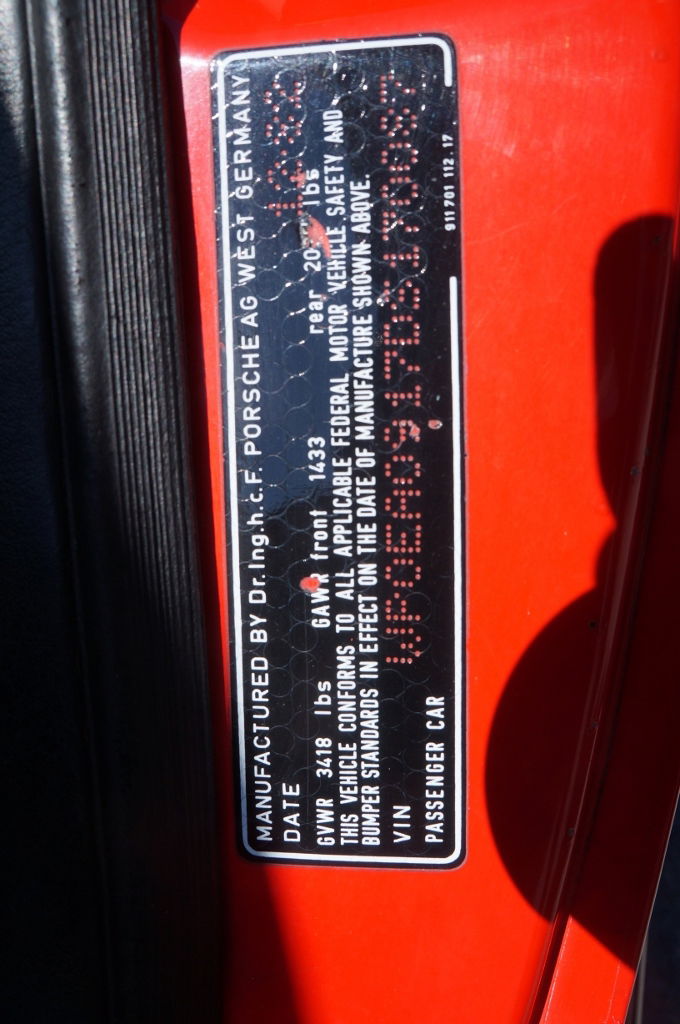 MANUFACTURED BY Dr.Ing.h.c.F. PORSCHE AG WEST GERMANY
DATE
GVWR 3418 lbs GAWR front 1433 rear lbs
THIS VEHICLE CONFORMS TO ALL APPLICABLE FEDERAL MOTOR VEHICLE SAFETY AND
BUMPER STANDARDS IN EFFECT ON THE DATE OF MANUFACTURE SHOWN ABOVE.
VIN WP0EA0917DS170087
PASSENGER CAR 911 701 112.17